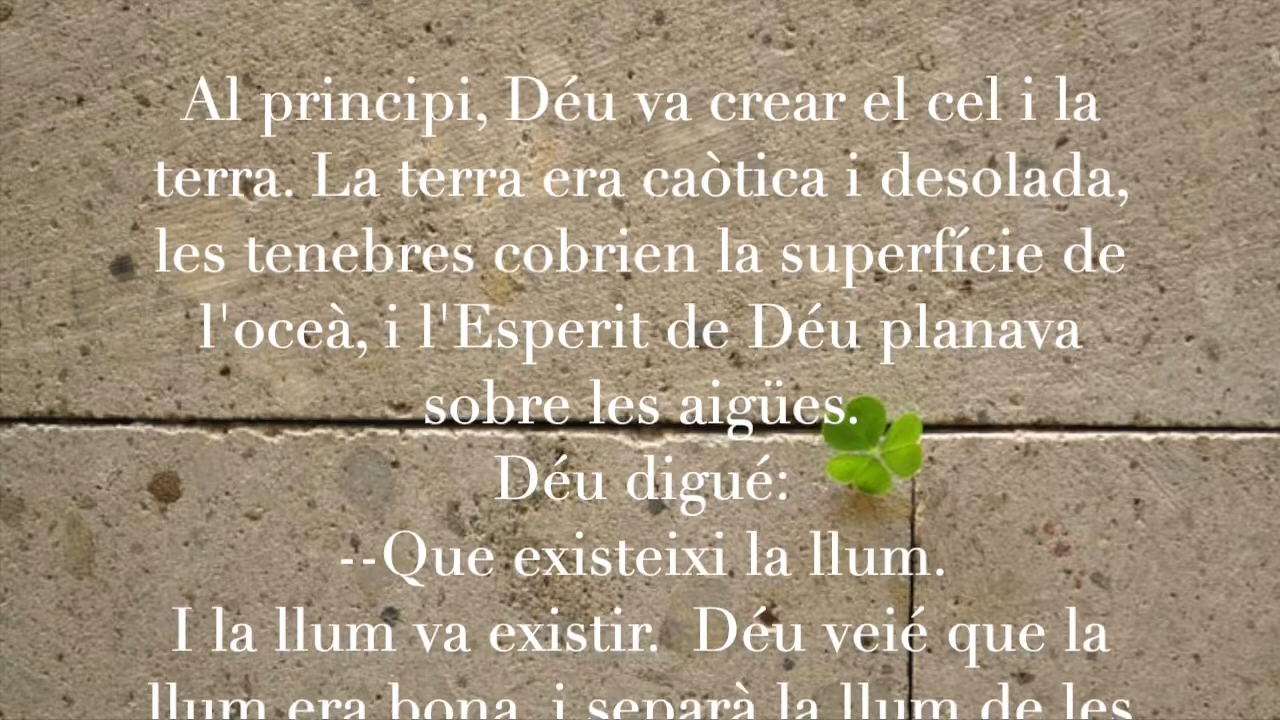 Al principi, Déu va crear el cel i la
terra. La terra era caòtica i desolada,
les tenebres cobrien la superfície de
l'oceà, i l'Esperit de Déu planava
sobre les aigües.
Déu digué:
--Que existeixi la llum.
I la llum va existir.  Déu veié que la
llum era bona, i separà la llum de les